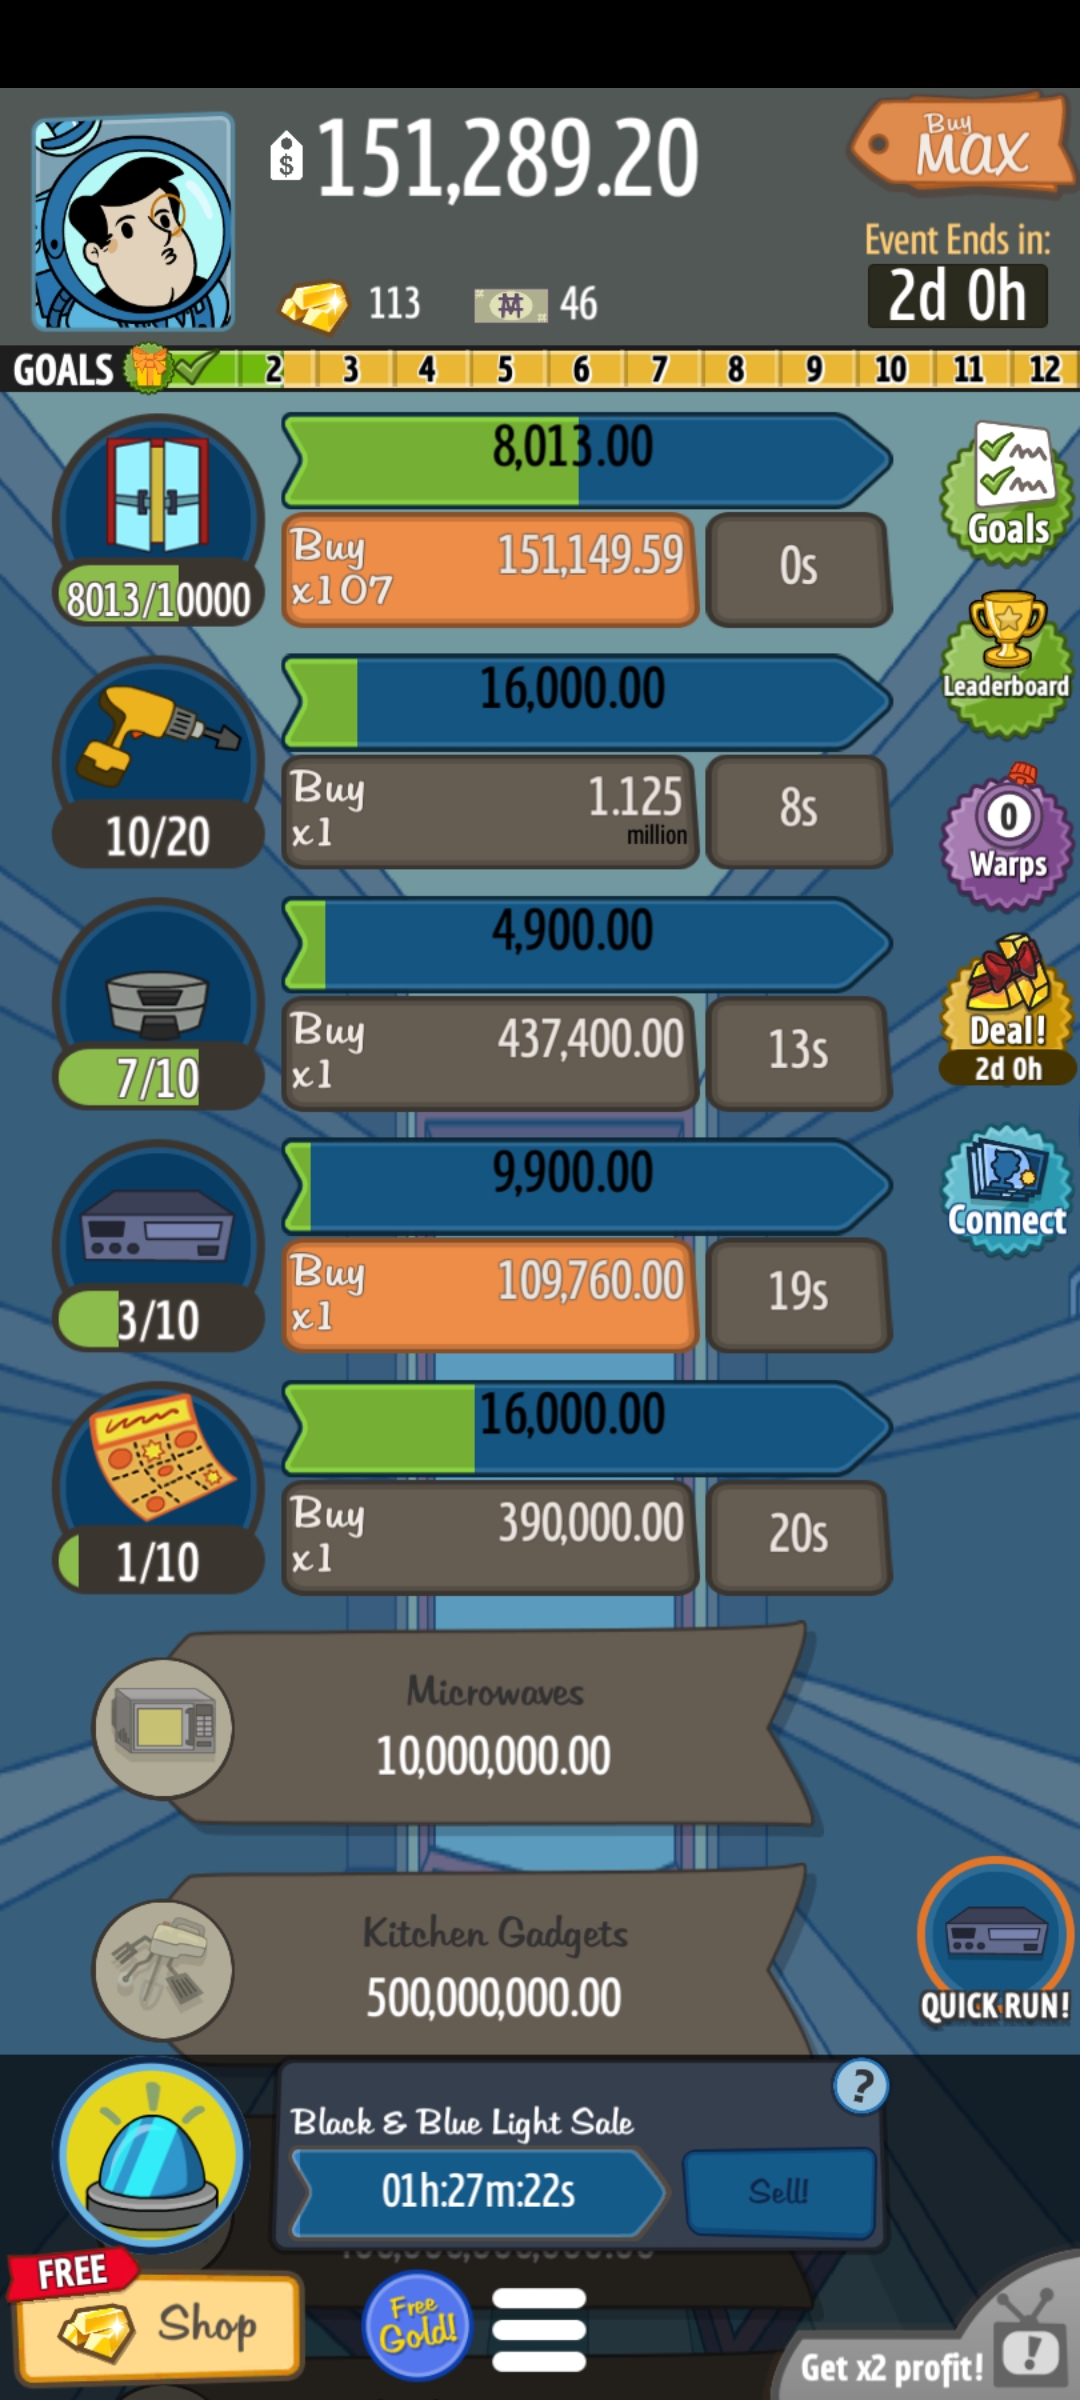 151,289.20
Buy
MAX
Event Ends in:
113
46
2d 0h
GOALS 2 3 4 5 6 7 8 9 10 11 12
8,013.00
Buy
x107
151,149.59
0s
8013/10000
Goals
Leaderboard
16,000.00
Buy
x1
1.125
million
8s
10/20
0
Warps
4,900.00
Buy
x1
437,400.00
13s
7/10
Deal!
2d 0h
9,900.00
Buy
x1
109,760.00
19s
3/10
Connect
16,000.00
Buy
x1
390,000.00
20s
1/10
Microwaves
10,000,000.00
Kitchen Gadgets
500,000,000.00
QUICK RUN!
?
Black & Blue Light Sale
01h:27m:22s
Sell!
FREE
Shop
Free
Gold!
Get x2 profit!